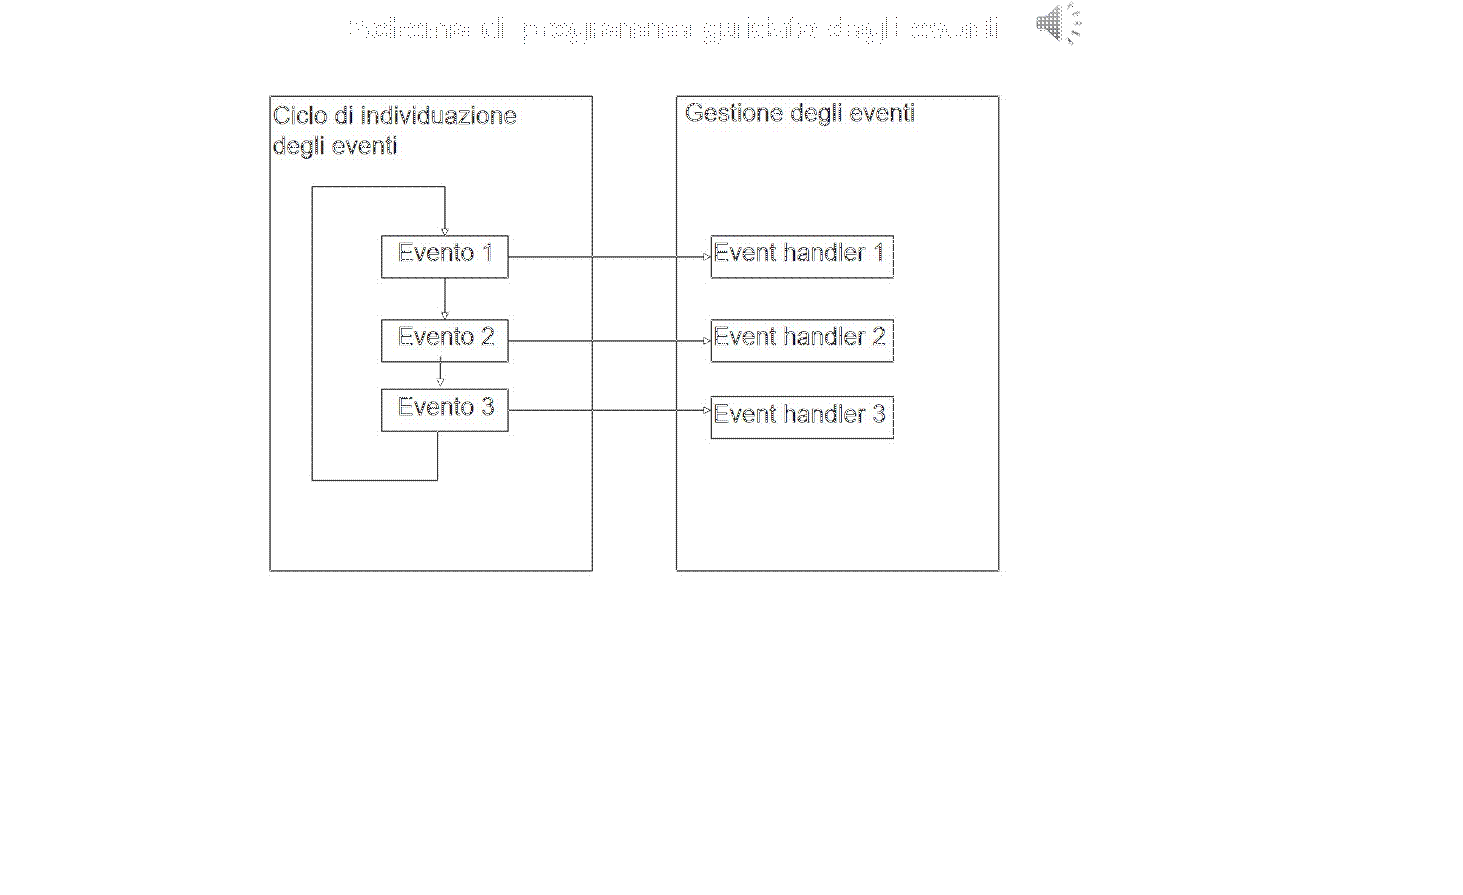 di programma guidato dagli eventi
Ciclo di individuazione
degli eventi
Gestione degli eventi
Evento 1
Event handler 1
Evento 2
Event handler 2
Evento 3
Event handler 3